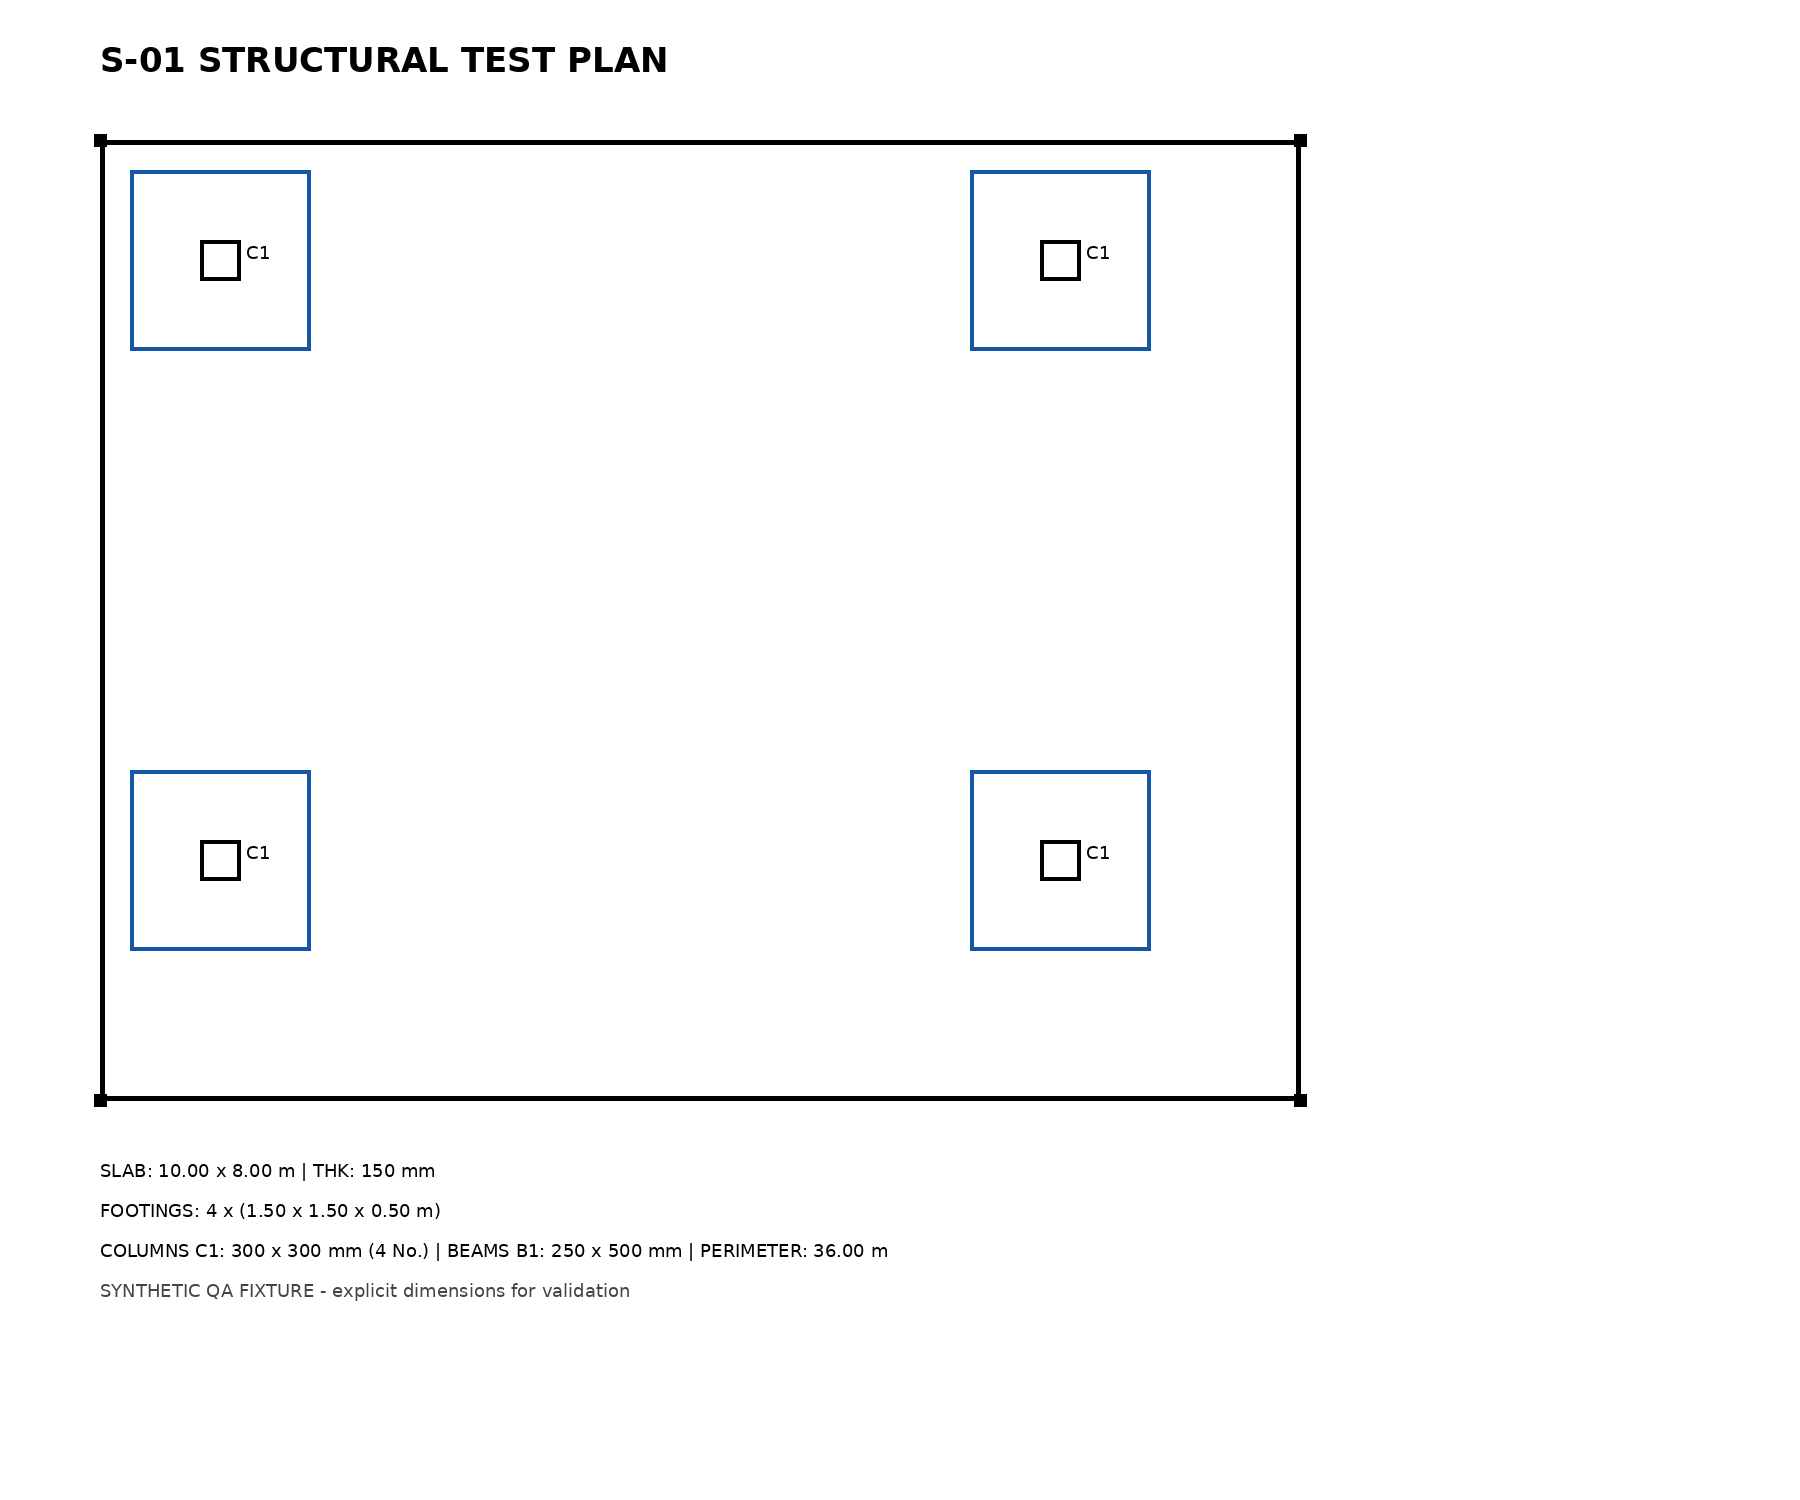 S-01 STRUCTURAL TEST PLAN
C1 C1
C1 C1
SLAB: 10.00 x 8.00 m | THK: 150 mm
FOOTINGS: 4 x (1.50 x 1.50 x 0.50 m)
COLUMNS C1: 300 x 300 mm (4 No.) | BEAMS B1: 250 x 500 mm | PERIMETER: 36.00 m
SYNTHETIC QA FIXTURE - explicit dimensions for validation